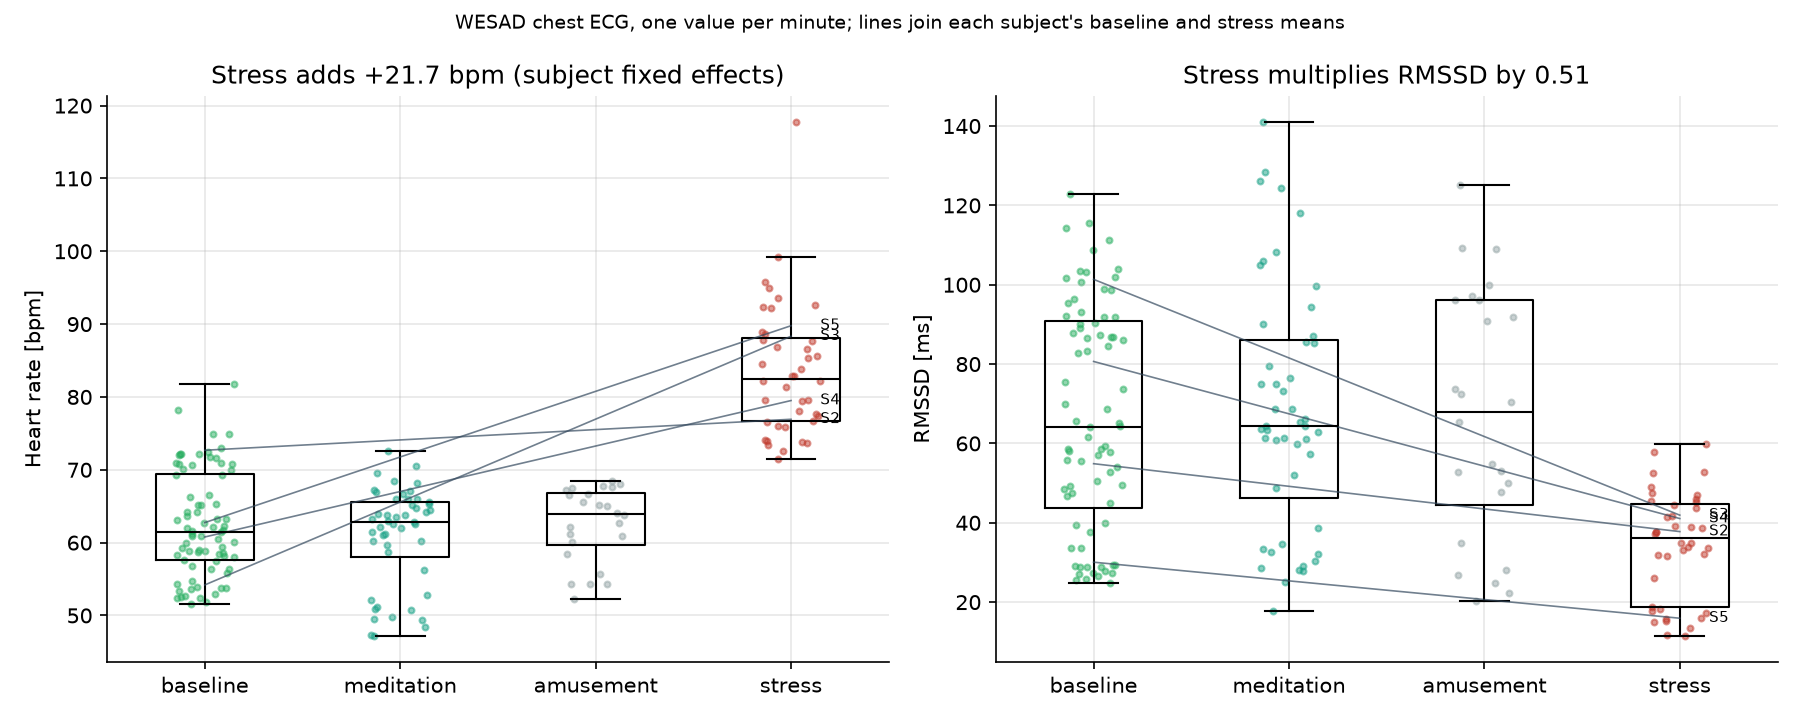 WESAD chest ECG, one value per minute; lines join each subject's baseline and stress means
Stress adds +21.7 bpm (subject fixed effects)
Heart rate [bpm]
120
110
100
90
80
70
60
50
S5
S3
S4
S2
baseline
meditation
amusement
stress
Stress multiplies RMSSD by 0.51
RMSSD [ms]
140
120
100
80
60
40
20
S3
S4
S2
S5
baseline
meditation
amusement
stress